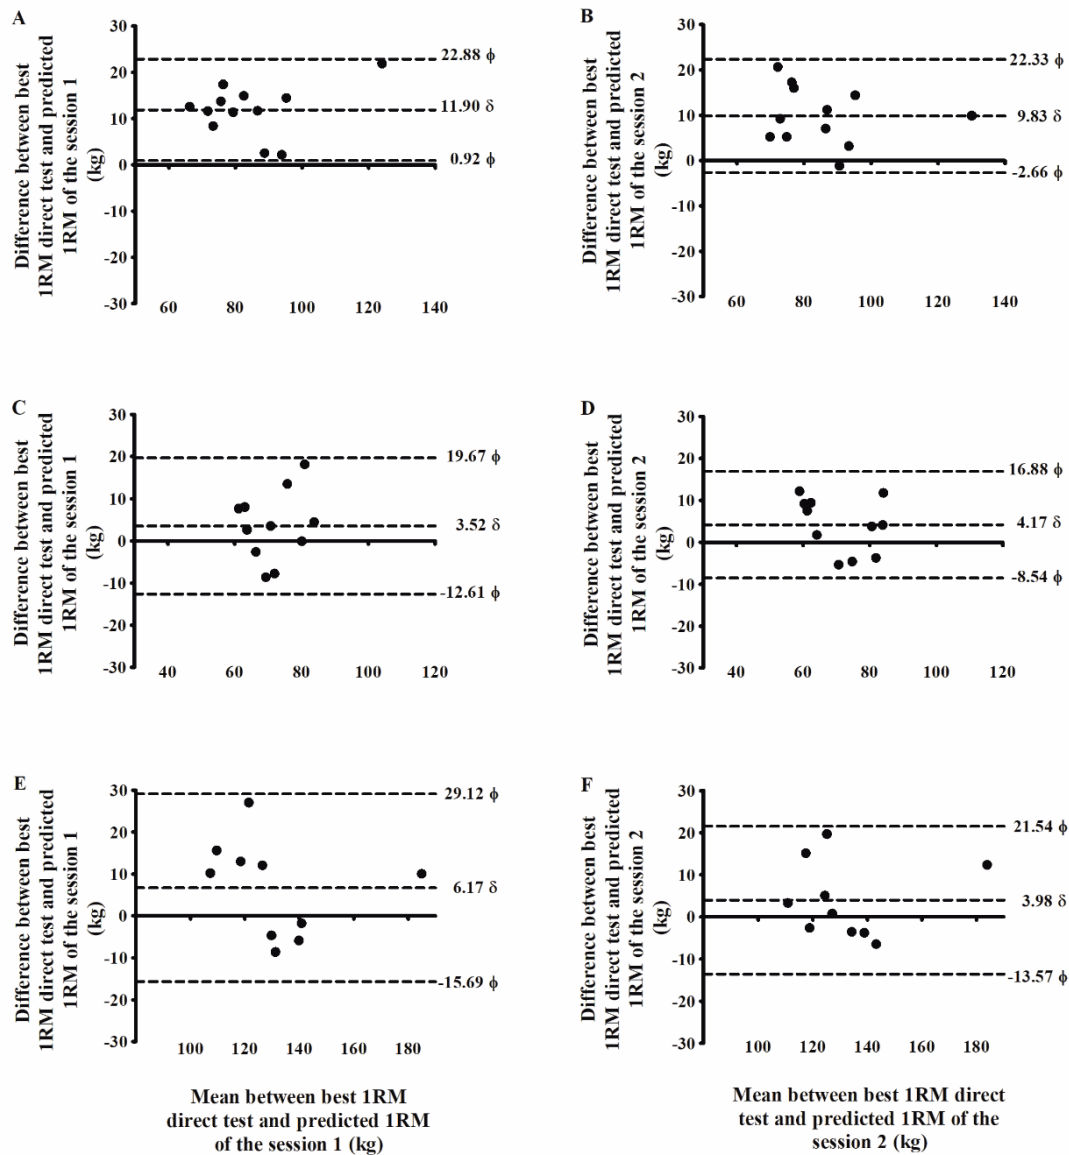 A
Difference between best
1RM direct test and predicted
1RM of the session 1
(kg)
30
20
10
0
-10
-20
-30
60
80
100
120
140
22.88 ϕ
11.90 δ
0.92 ϕ
B
Difference between best
1RM direct test and predicted
1RM of the session 2
(kg)
30
20
10
0
-10
-20
-30
60
80
100
120
140
22.33 ϕ
9.83 δ
-2.66 ϕ
C
Difference between best
1RM direct test and predicted
1RM of the session 1
(kg)
30
20
10
0
-10
-20
-30
40
60
80
100
120
19.67 ϕ
3.52 δ
-12.61 ϕ
D
Difference between best
1RM direct test and predicted
1RM of the session 2
(kg)
30
20
10
0
-10
-20
-30
40
60
80
100
120
16.88 ϕ
4.17 δ
-8.54 ϕ
E
Difference between best
1RM direct test and predicted
1RM of the session 1
(kg)
30
20
10
0
-10
-20
-30
100
120
140
160
180
29.12 ϕ
6.17 δ
-15.69 ϕ
Mean between best 1RM
direct test and predicted 1RM
of the session 1 (kg)
F
Difference between best
1RM direct test and predicted
1RM of the session 2
(kg)
30
20
10
0
-10
-20
-30
100
120
140
160
180
21.54 ϕ
3.98 δ
-13.57 ϕ
Mean between best 1RM direct
test and predicted 1RM of the
session 2 (kg)